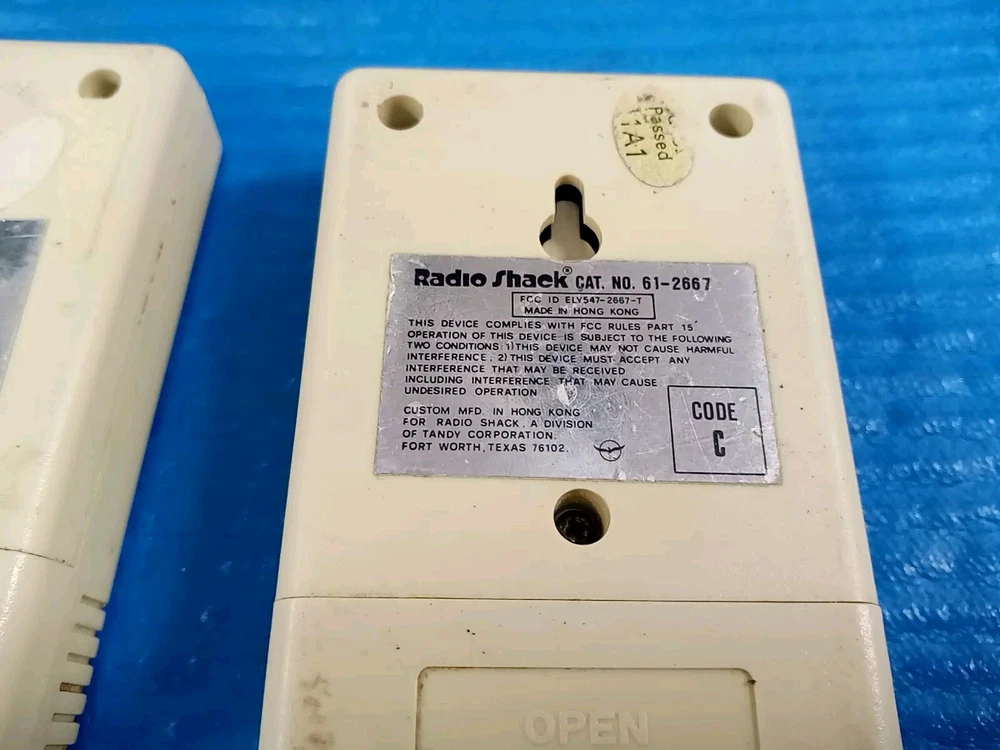 Passed
1A1
Radio Shack® CAT. NO. 61-2667
FCC ID ELY547-2667-T
MADE IN HONG KONG
THIS DEVICE COMPLIES WITH FCC RULES PART 15
OPERATION OF THIS DEVICE IS SUBJECT TO THE FOLLOWING
TWO CONDITIONS: 1) THIS DEVICE MAY NOT CAUSE HARMFUL
INTERFERENCE, 2) THIS DEVICE MUST ACCEPT ANY
INTERFERENCE THAT MAY BE RECEIVED
INCLUDING INTERFERENCE THAT MAY CAUSE
UNDESIRED OPERATION
CUSTOM MFD. IN HONG KONG
FOR RADIO SHACK, A DIVISION
OF TANDY CORPORATION.
FORT WORTH, TEXAS 76102.
CODE
C
OPEN